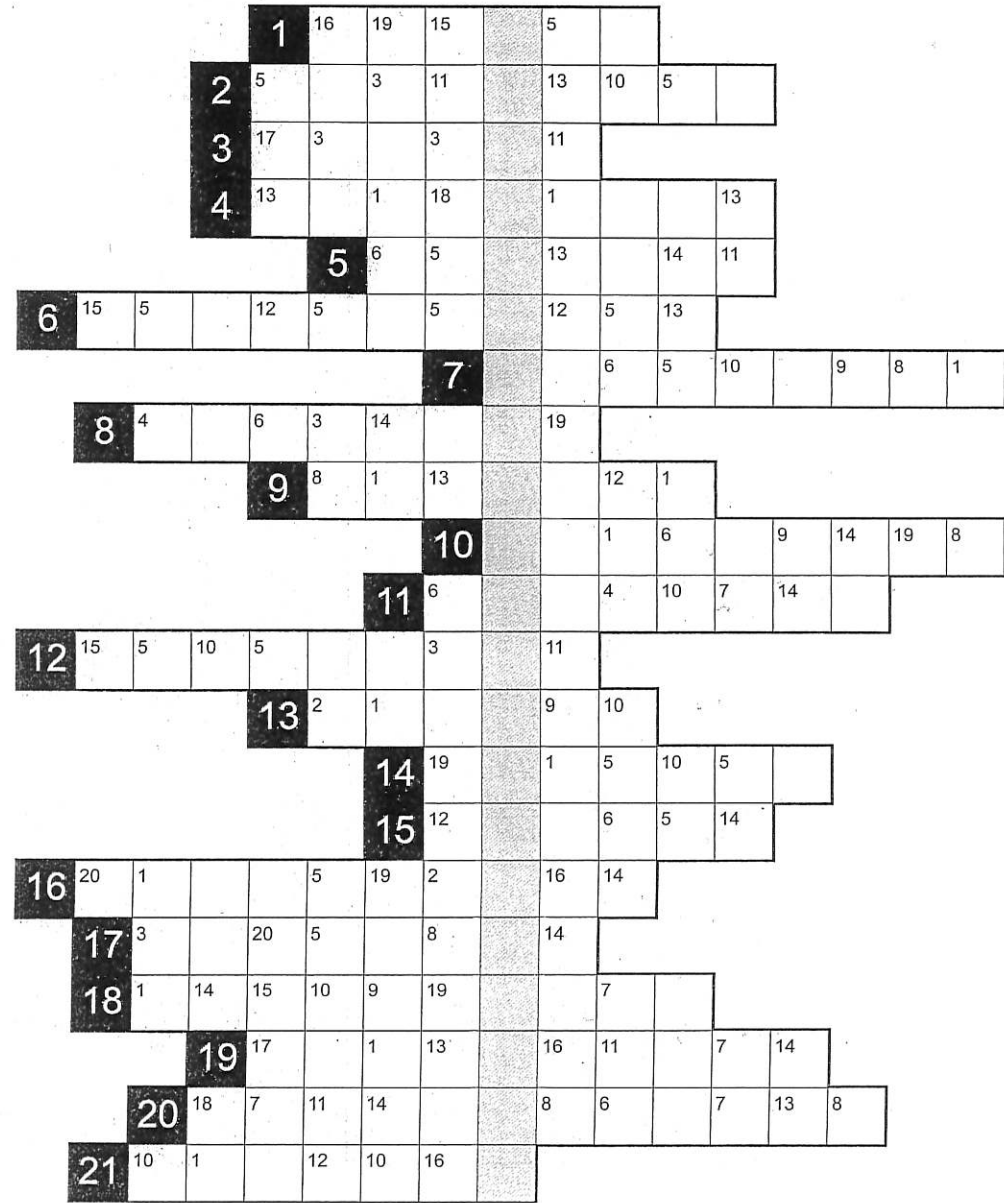 1 16 19 15 5
2 5 3 11 13 10 5
3 17 3 3 11
4 13 1 18 1 13
5 6 5 13 14 11
6 15 5 12 5 5 12 5 13
7 6 5 10 9 8 1
8 4 6 3 14 19
9 8 1 13 12 1
10 1 6 9 14 19 8
11 6 4 10 7 14
12 15 5 10 5 3 11
13 2 1 9 10
14 19 1 5 10 5
15 12 6 5 14
16 20 1 5 19 2 16 14
17 3 20 5 8 14
18 1 14 15 10 9 19 7
19 17 1 13 16 11 7 14
20 18 7 11 14 8 6 7 13 8
21 10 1 12 10 16